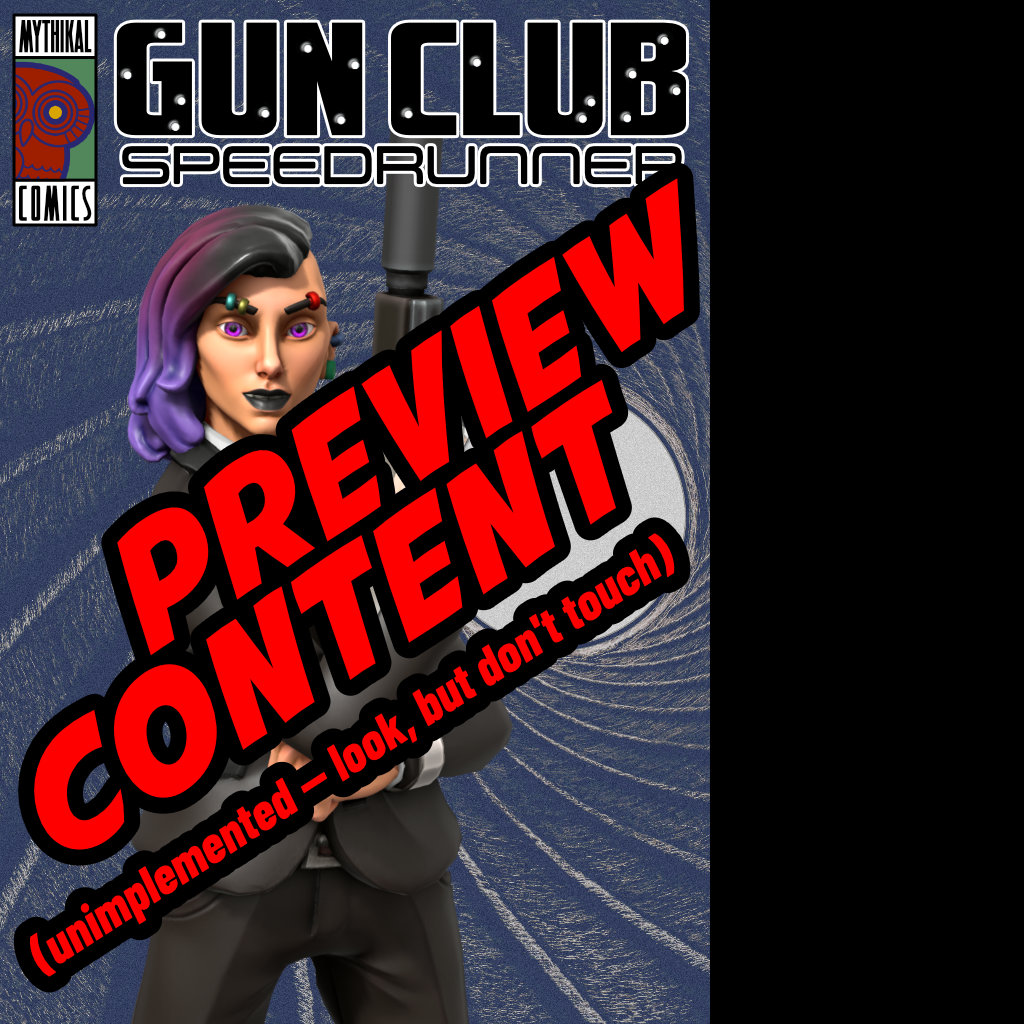 MYTHIKAL
COMICS
GUN CLUB
SPEEDRUNNER
PREVIEW
CONTENT
(unimplemented – look, but don't touch)